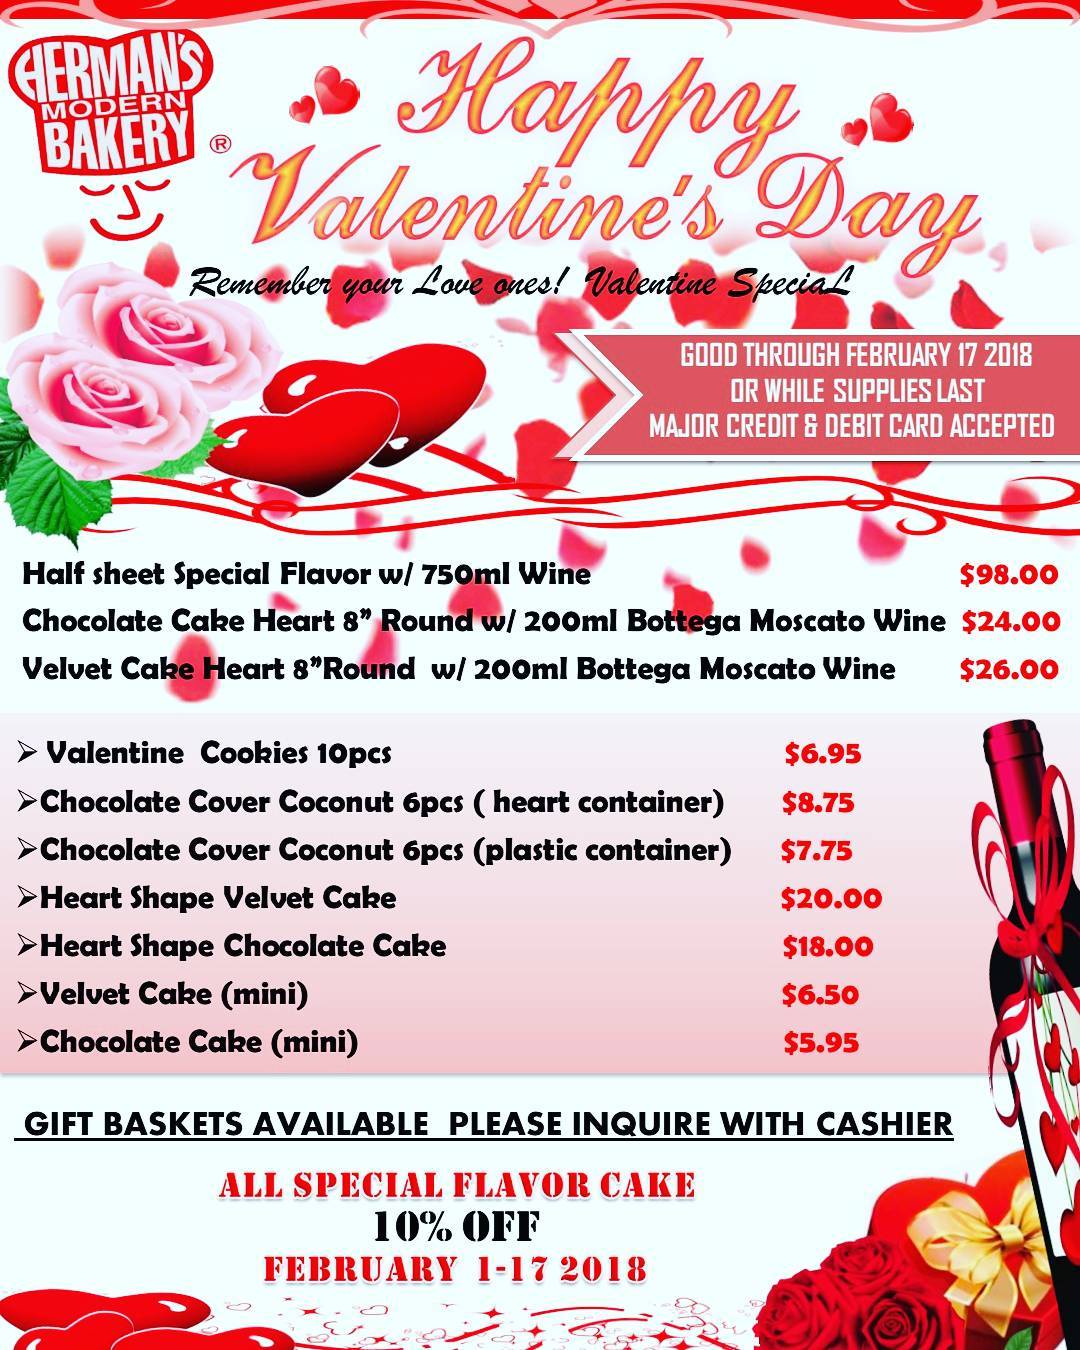 HERMAN'S
MODERN
BAKERY
®
Happy
Valentine's Day
Remember your Love ones! Valentine SpeciaL
GOOD THROUGH FEBRUARY 17 2018
OR WHILE SUPPLIES LAST
MAJOR CREDIT & DEBIT CARD ACCEPTED
Half sheet Special Flavor w/ 750ml Wine $98.00
Chocolate Cake Heart 8” Round w/ 200ml Bottega Moscato Wine $24.00
Velvet Cake Heart 8”Round w/ 200ml Bottega Moscato Wine $26.00
➢ Valentine Cookies 10pcs $6.95
➢Chocolate Cover Coconut 6pcs ( heart container) $8.75
➢Chocolate Cover Coconut 6pcs (plastic container) $7.75
➢Heart Shape Velvet Cake $20.00
➢Heart Shape Chocolate Cake $18.00
➢Velvet Cake (mini) $6.50
➢Chocolate Cake (mini) $5.95
GIFT BASKETS AVAILABLE PLEASE INQUIRE WITH CASHIER
ALL SPECIAL FLAVOR CAKE
10% OFF
FEBRUARY 1-17 2018